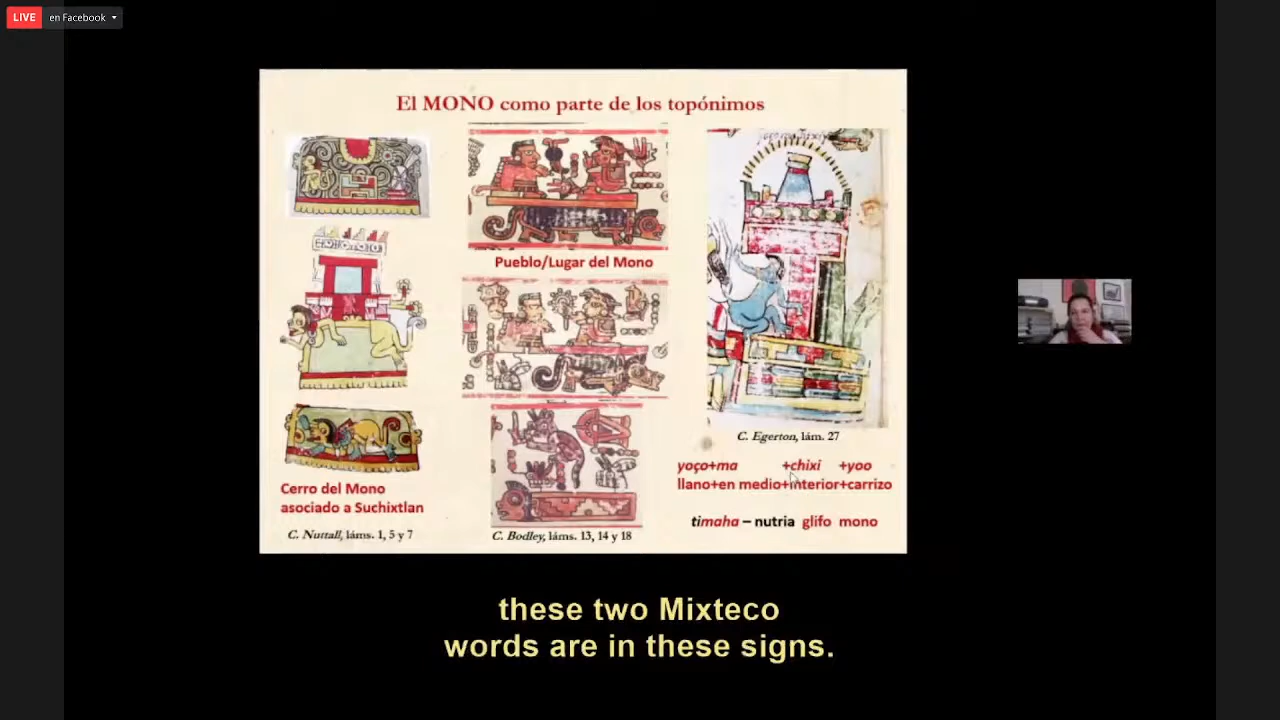 LIVE en Facebook
El MONO como parte de los topónimos
Pueblo/Lugar del Mono
Cerro del Mono
asociado a Suchixtlan
C. Nuttall, láms. 1, 5 y 7
C. Bodley, láms. 13, 14 y 18
C. Egerton, lám. 27
yoço+ma +chixi +yoo
llano+en medio+interior+carrizo
timaha – nutria glifo mono
these two Mixteco
words are in these signs.